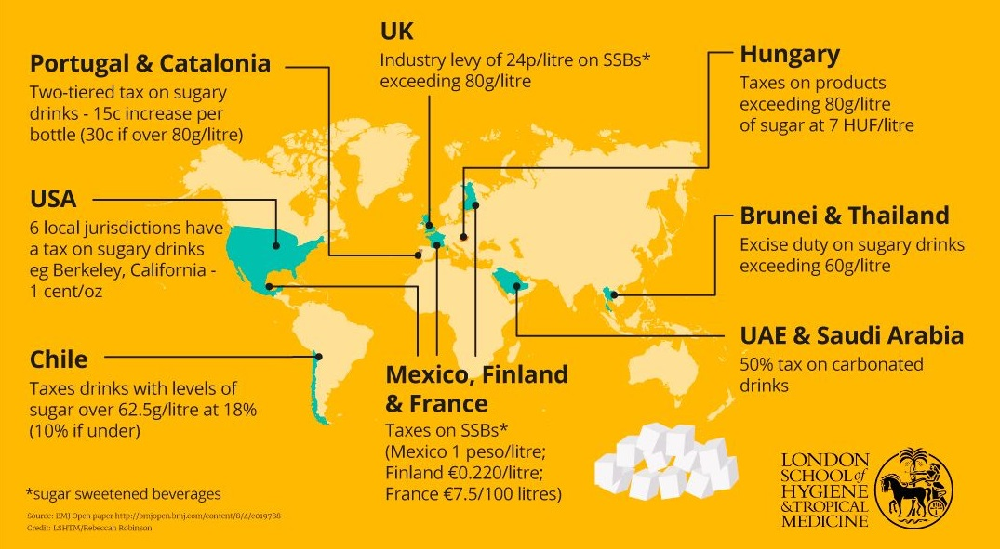 UK
Industry levy of 24p/litre on SSBs*
exceeding 80g/litre
Portugal & Catalonia
Two-tiered tax on sugary
drinks - 15c increase per
bottle (30c if over 80g/litre)
Hungary
Taxes on products
exceeding 80g/litre
of sugar at 7 HUF/litre
USA
6 local jurisdictions have
a tax on sugary drinks
eg Berkeley, California -
1 cent/oz
Brunei & Thailand
Excise duty on sugary drinks
exceeding 60g/litre
UAE & Saudi Arabia
50% tax on carbonated
drinks
Chile
Taxes drinks with levels of
sugar over 62.5g/litre at 18%
(10% if under)
Mexico, Finland
& France
Taxes on SSBs*
(Mexico 1 peso/litre;
Finland €0.220/litre;
France €7.5/100 litres)
*sugar sweetened beverages
Source: BMJ Open paper http://bmjopen.bmj.com/content/8/4/e019788
Credit: LSHTM/Rebeccah Robinson
LONDON
SCHOOL of
HYGIENE
& TROPICAL
MEDICINE